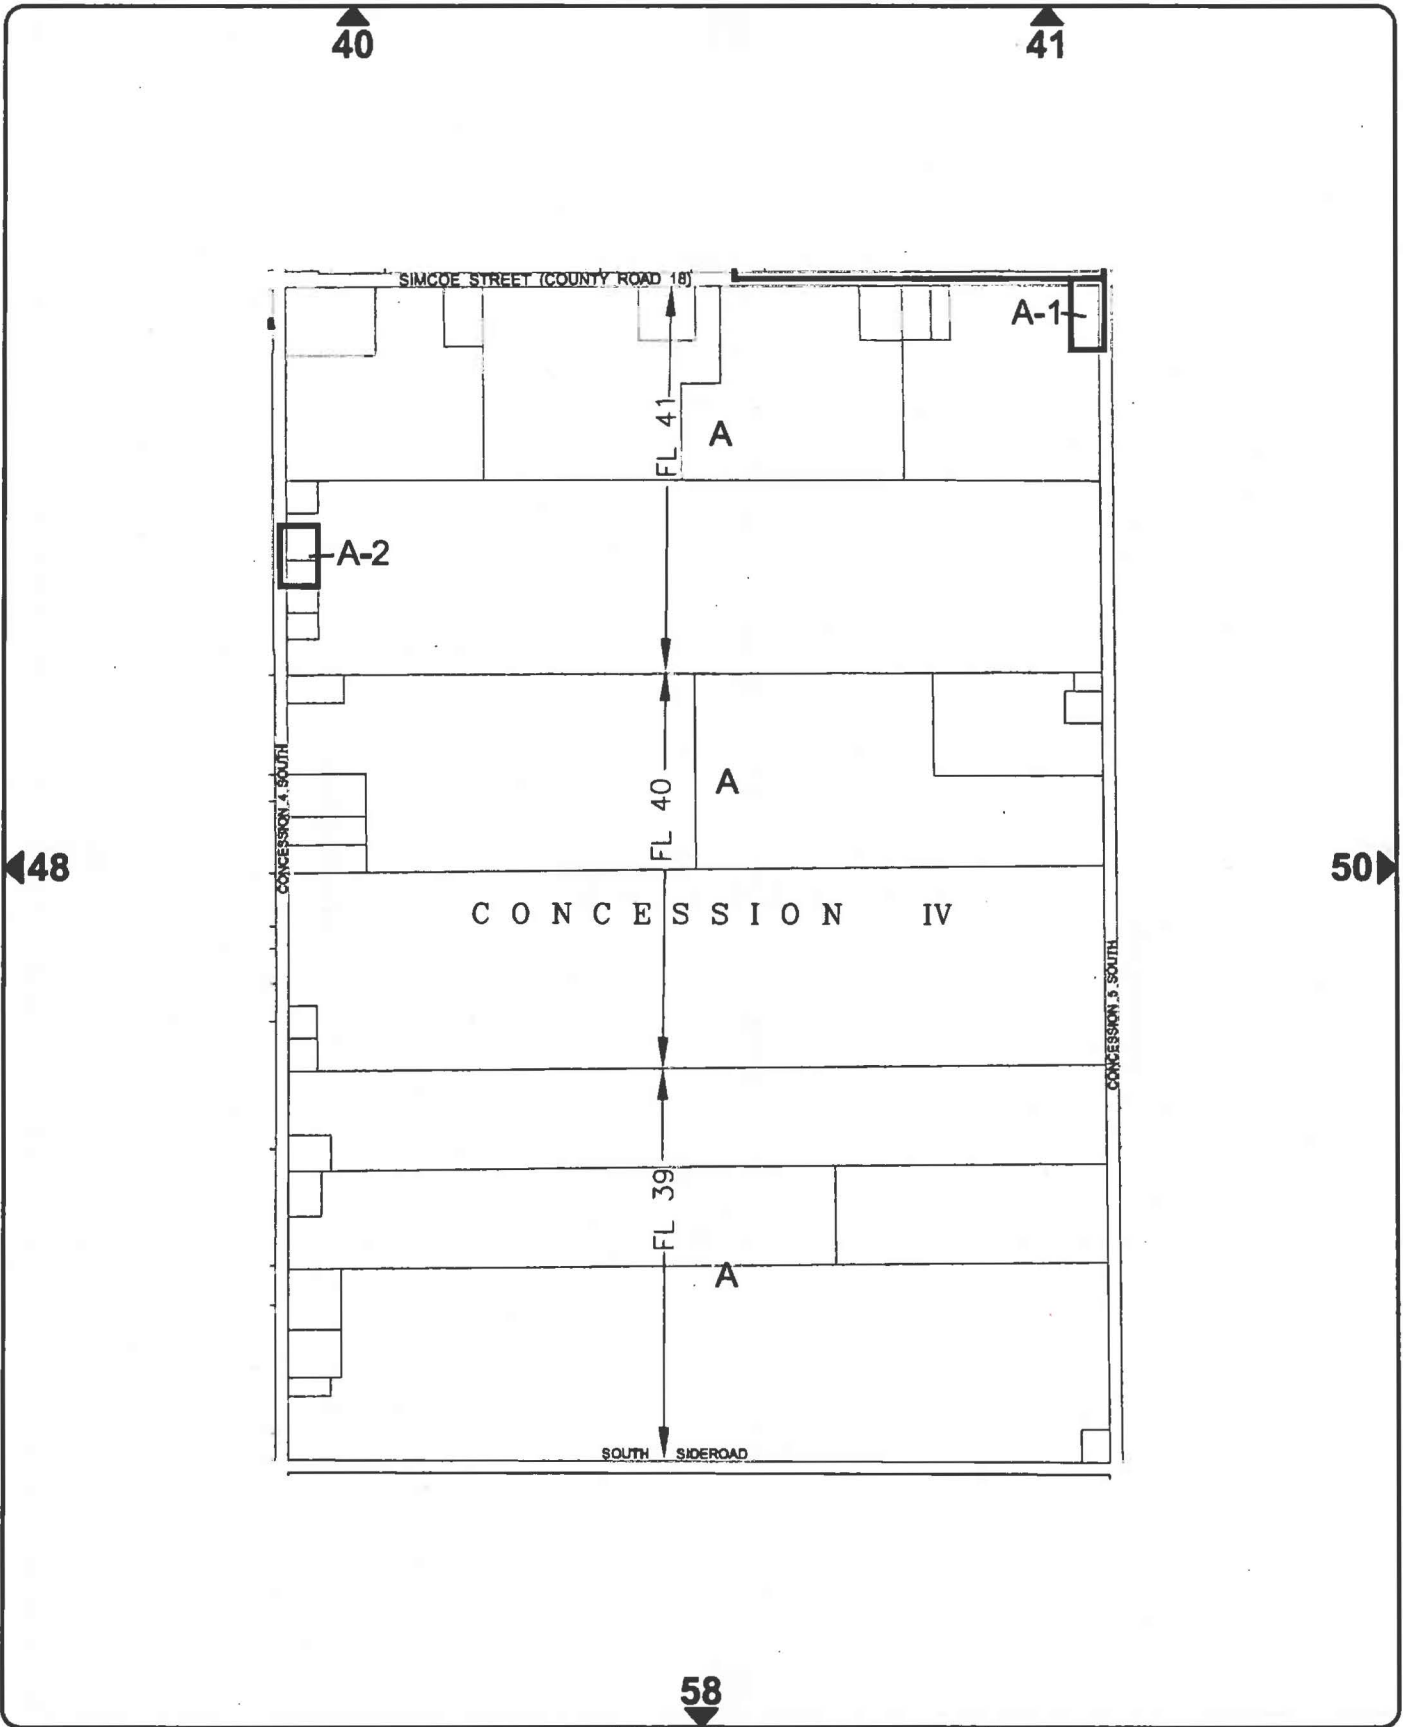 40
41
SIMCOE STREET (COUNTY ROAD 18)
A-1
FL 41
A
A-2
CONCESSION 4 SOUTH
FL 40
A
48
50
CONCESSION IV
CONCESSION 5 SOUTH
FL 39
A
SOUTH SIDEROAD
58